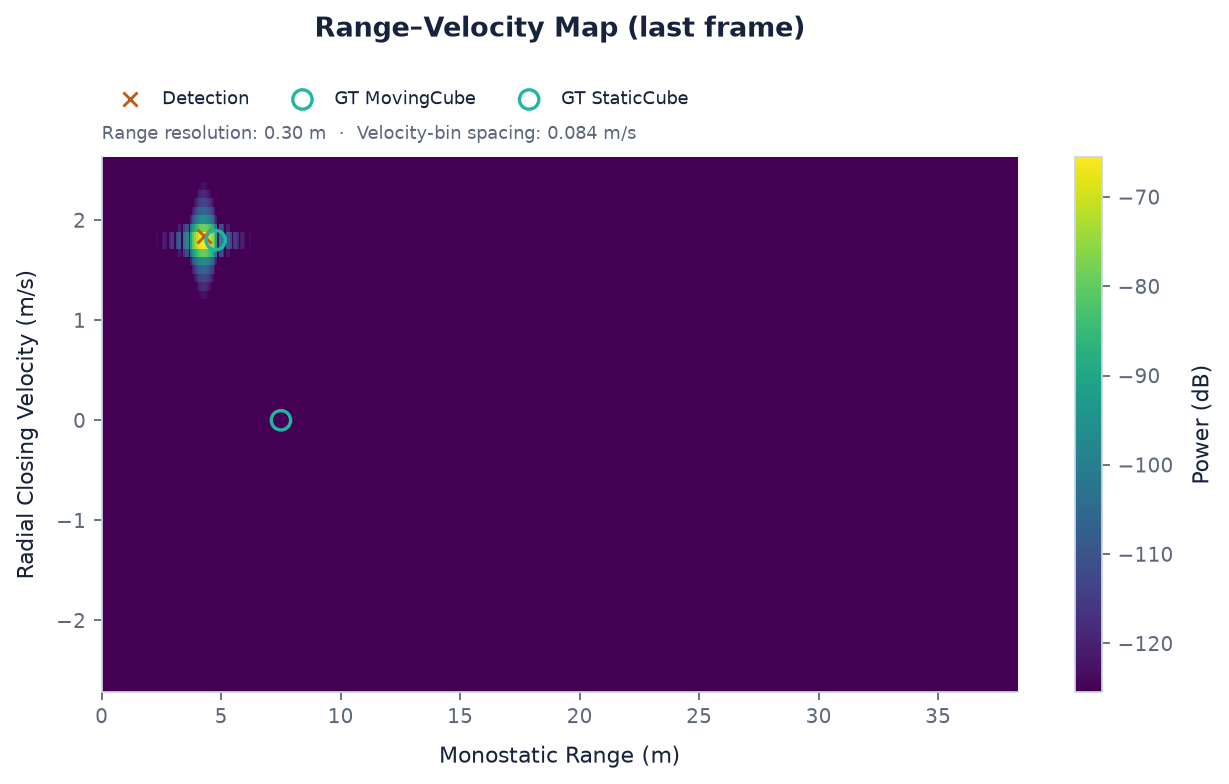 Range–Velocity Map (last frame)
Detection GT MovingCube GT StaticCube
Range resolution: 0.30 m · Velocity-bin spacing: 0.084 m/s
Radial Closing Velocity (m/s)
2
1
0
−1
−2
0 5 10 15 20 25 30 35
Monostatic Range (m)
−70
−80
−90
−100
−110
−120
Power (dB)